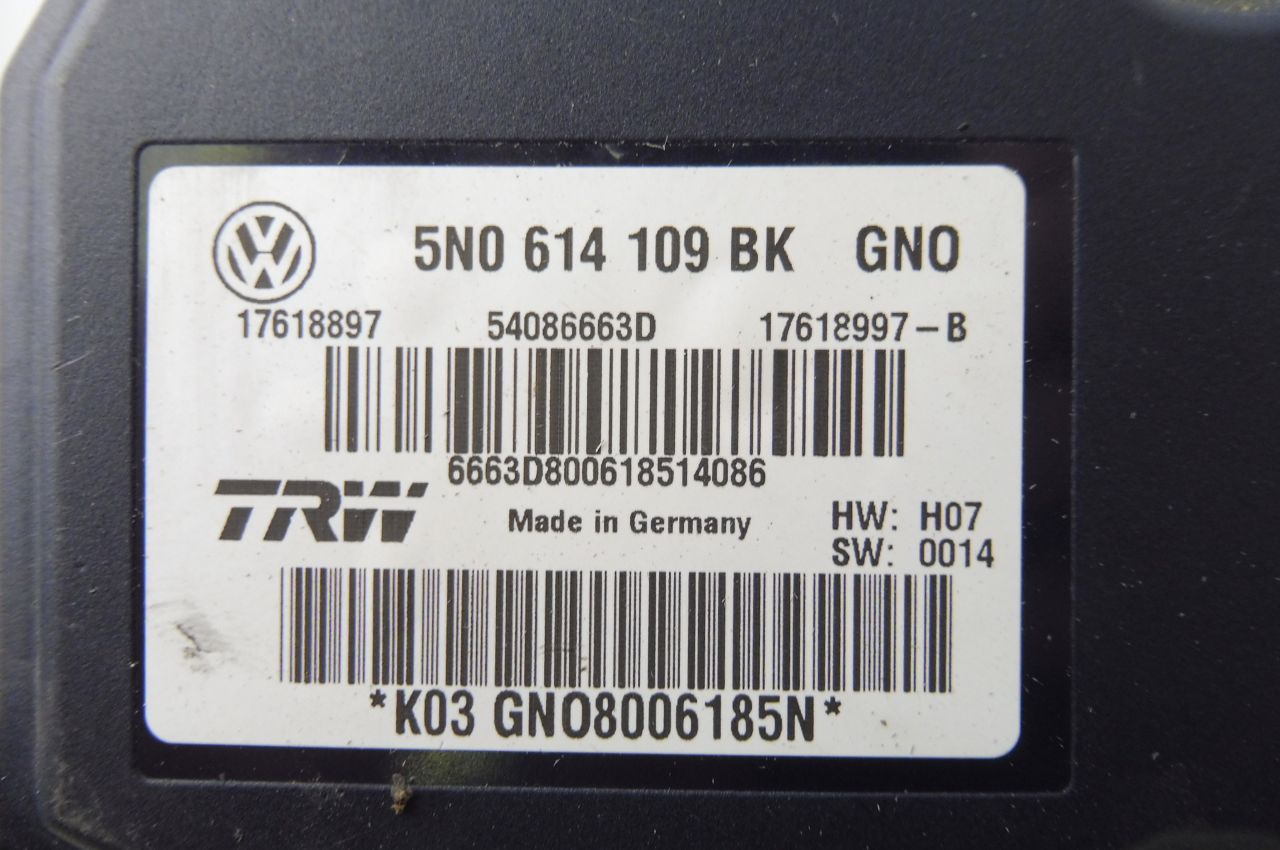 5N0 614 109 BK GNO
17618897 54086663D 17618997-B
6663D800618514086
TRW
Made in Germany
HW: H07
SW: 0014
*K03 GNO8006185N*